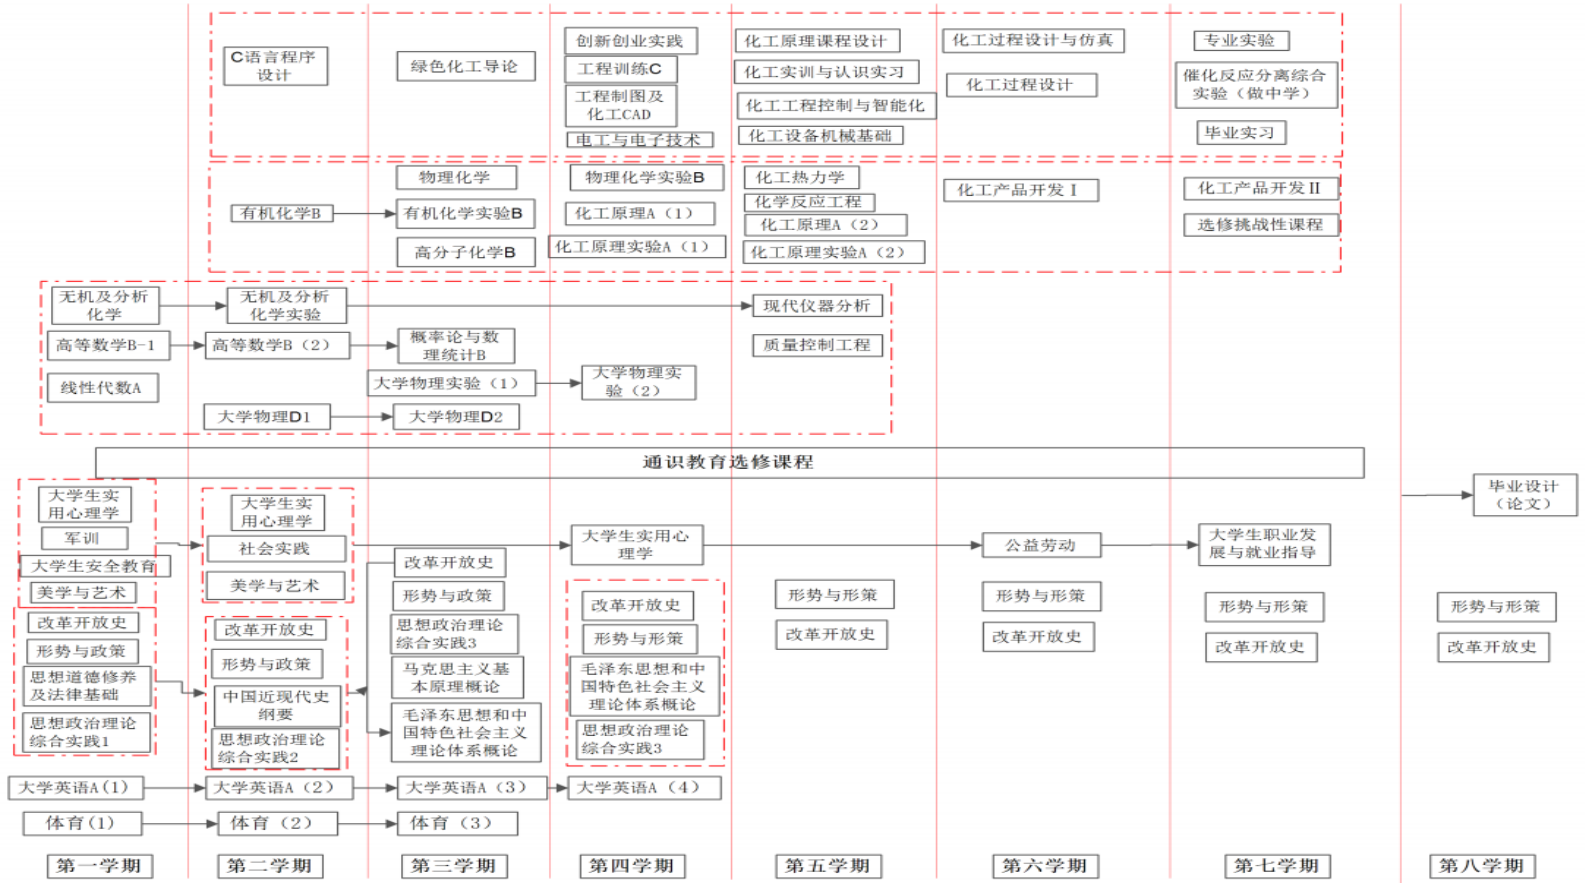 C语言程序
设计
绿色化工导论
创新创业实践
工程训练C
工程制图及
化工CAD
电工与电子技术
化工原理课程设计
化工实训与认识实习
化工工程控制与智能化
化工设备机械基础
化工过程设计与仿真
化工过程设计
专业实验
催化反应分离综合
实验（做中学）
毕业实习
有机化学B
物理化学
有机化学实验B
高分子化学B
物理化学实验B
化工原理A（1）
化工原理实验A（1）
化工热力学
化学反应工程
化工原理A（2）
化工原理实验A（2）
化工产品开发Ⅰ
化工产品开发Ⅱ
选修挑战性课程
无机及分析
化学
无机及分析
化学实验
现代仪器分析
高等数学B-1
高等数学B（2）
概率论与数
理统计B
质量控制工程
线性代数A
大学物理实验（1）
大学物理实
验（2）
大学物理D1
大学物理D2
通识教育选修课程
大学生实
用心理学
军训
大学生安全教育
美学与艺术
大学生实
用心理学
社会实践
美学与艺术
大学生实用心
理学
公益劳动
大学生职业发
展与就业指导
毕业设计
（论文）
改革开放史
形势与政策
思想道德修养
及法律基础
思想政治理论
综合实践1
改革开放史
形势与政策
中国近现代史
纲要
思想政治理论
综合实践2
改革开放史
形势与政策
思想政治理论
综合实践3
马克思主义基
本原理概论
毛泽东思想和中
国特色社会主义
理论体系概论
改革开放史
形势与形策
毛泽东思想和中
国特色社会主义
理论体系概论
思想政治理论
综合实践3
形势与形策
改革开放史
形势与形策
改革开放史
形势与形策
改革开放史
形势与形策
改革开放史
大学英语A(1)
大学英语A（2）
大学英语A（3）
大学英语A（4）
体育(1)
体育（2）
体育（3）
第一学期
第二学期
第三学期
第四学期
第五学期
第六学期
第七学期
第八学期